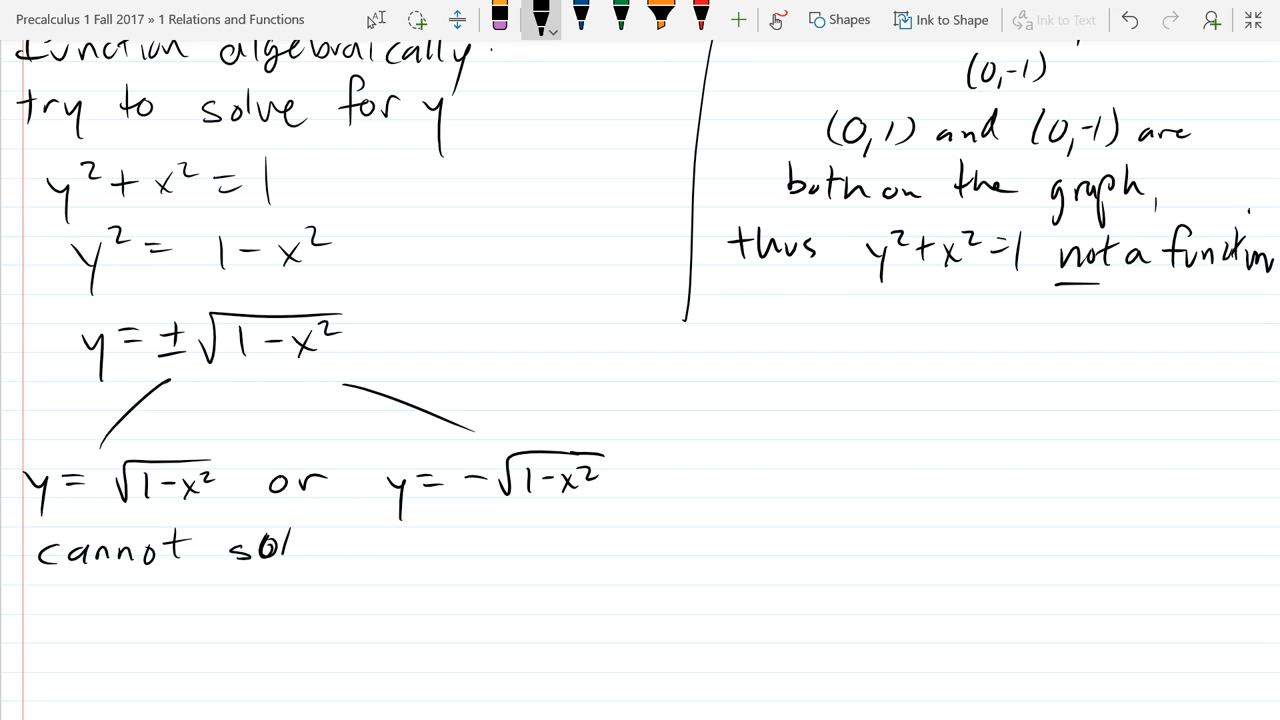 Precalculus 1 Fall 2017 » 1 Relations and Functions
Shapes
Ink to Shape
Ink to Text
function algebraically.
try to solve for y
y² + x² = 1
y² = 1 - x²
y = ±√(1 - x²)
y = √(1-x²) or y = -√(1-x²)
cannot sol
(0,-1)
(0,1) and (0,-1) are
both on the graph,
thus y²+x²=1 not a function